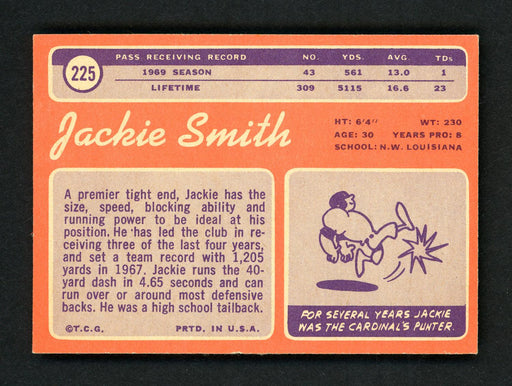 225
PASS RECEIVING RECORD NO. YDS. AVG. TDs
1969 SEASON 43 561 13.0 1
LIFETIME 309 5115 16.6 23
Jackie Smith
HT: 6'4" WT: 230
AGE: 30 YEARS PRO: 8
SCHOOL: N.W. LOUISIANA
A premier tight end, Jackie has the
size, speed, blocking ability and
running power to be ideal at his
position. He has led the club in re-
ceiving three of the last four years,
and set a team record with 1,205
yards in 1967. Jackie runs the 40-
yard dash in 4.65 seconds and can
run over or around most defensive
backs. He was a high school tailback.
©T.C.G. PRTD. IN U.S.A.
FOR SEVERAL YEARS JACKIE
WAS THE CARDINAL'S PUNTER.